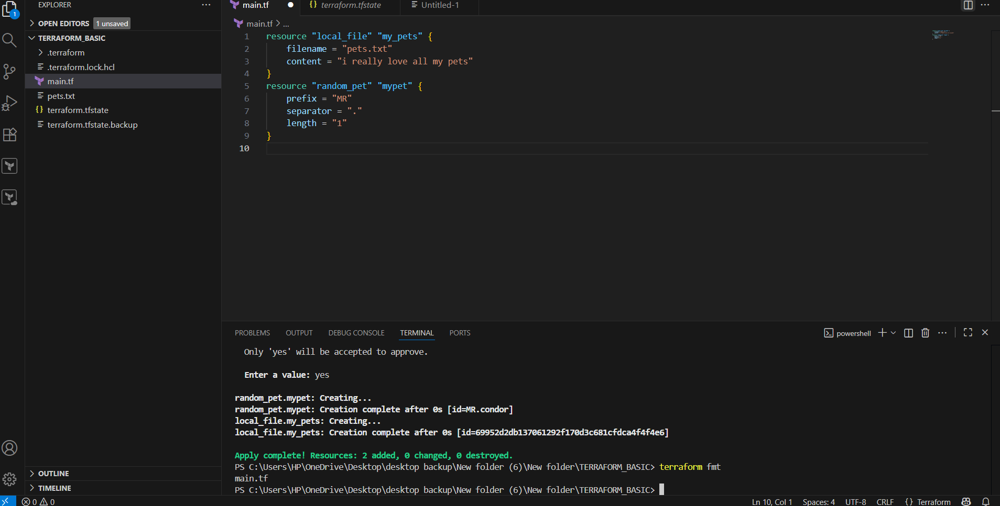 EXPLORER
OPEN EDITORS 1 unsaved
TERRAFORM_BASIC
.terraform
.terraform.lock.hcl
main.tf
pets.txt
terraform.tfstate
terraform.tfstate.backup
OUTLINE
TIMELINE
1
main.tf
{} terraform.tfstate
Untitled-1
main.tf > ...
1 resource "local_file" "my_pets" {
2     filename = "pets.txt"
3     content = "i really love all my pets"
4 }
5 resource "random_pet" "mypet" {
6     prefix = "MR"
7     separator = "."
8     length = "1"
9 }
10
PROBLEMS OUTPUT DEBUG CONSOLE TERMINAL PORTS
powershell
Only 'yes' will be accepted to approve.
Enter a value: yes
random_pet.mypet: Creating...
random_pet.mypet: Creation complete after 0s [id=MR.condor]
local_file.my_pets: Creating...
local_file.my_pets: Creation complete after 0s [id=69952d2db137061292f170d3c681cfdca4f4f4e6]
Apply complete! Resources: 2 added, 0 changed, 0 destroyed.
PS C:\Users\HP\OneDrive\Desktop\desktop backup\New folder (6)\New folder\TERRAFORM_BASIC> terraform fmt
main.tf
PS C:\Users\HP\OneDrive\Desktop\desktop backup\New folder (6)\New folder\TERRAFORM_BASIC>
0 0
Ln 10, Col 1 Spaces: 4 UTF-8 CRLF {} Terraform